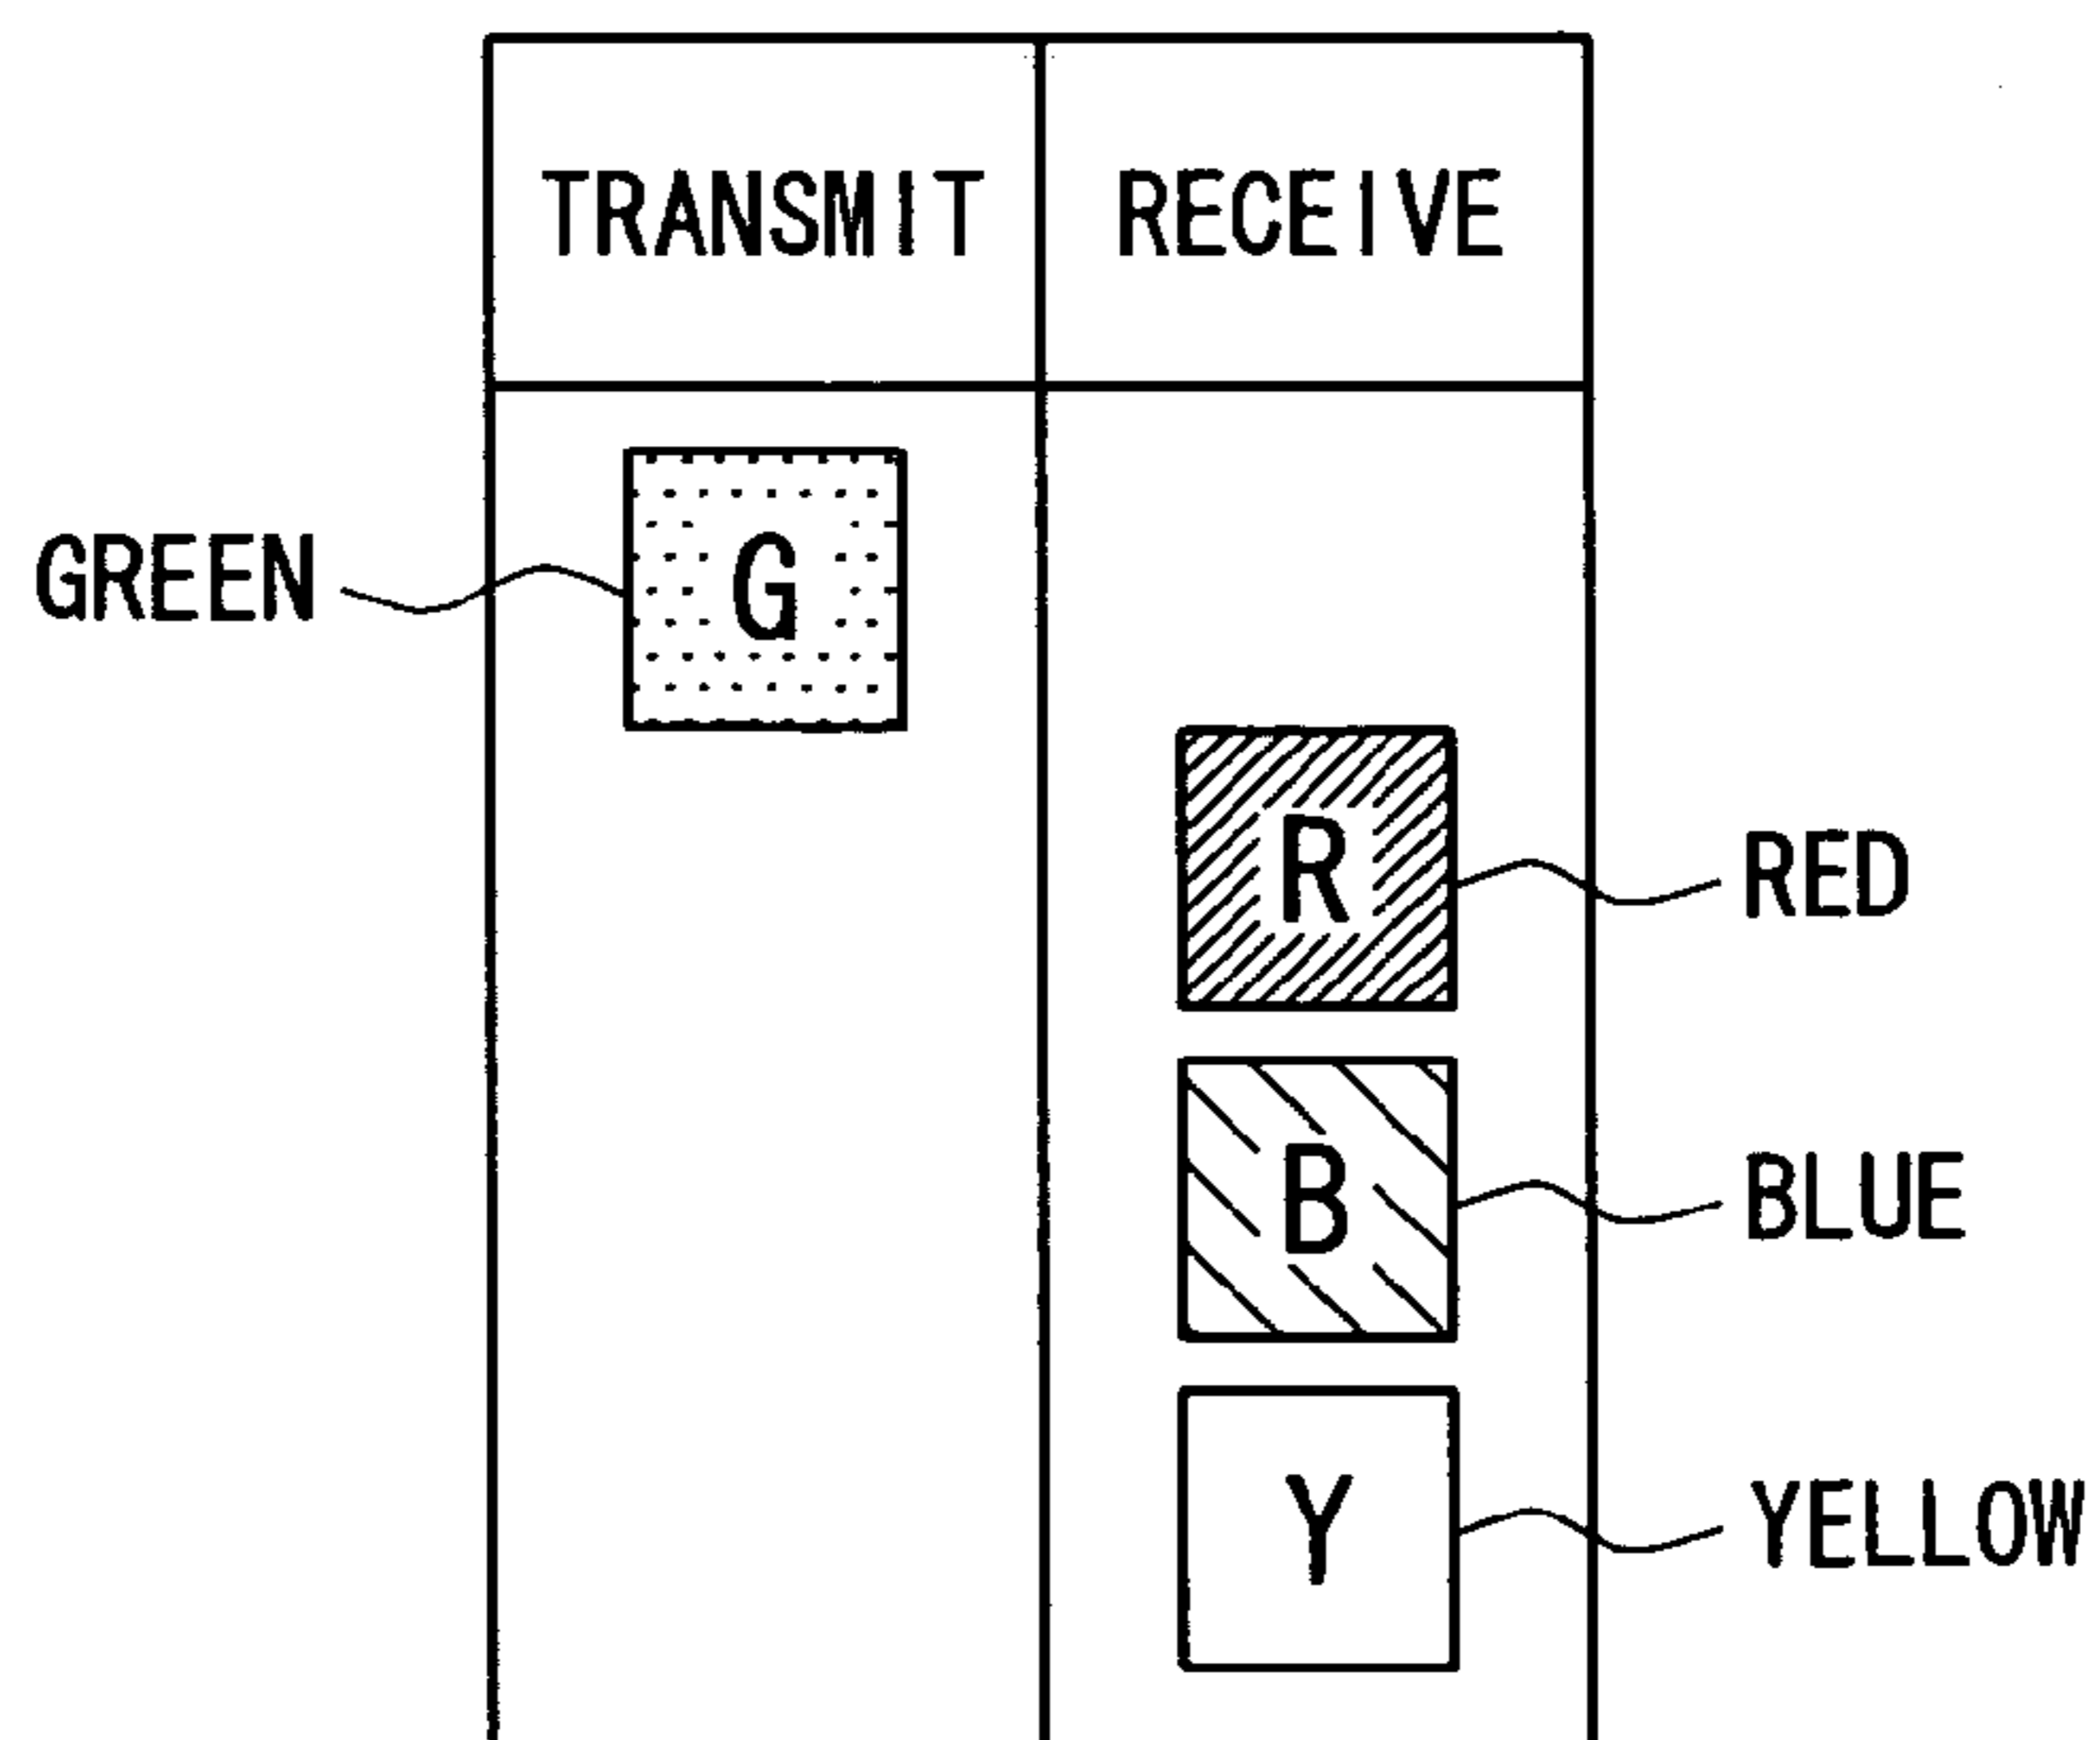 TRANSMIT RECEIVE
GREEN G
R RED
B BLUE
Y YELLOW